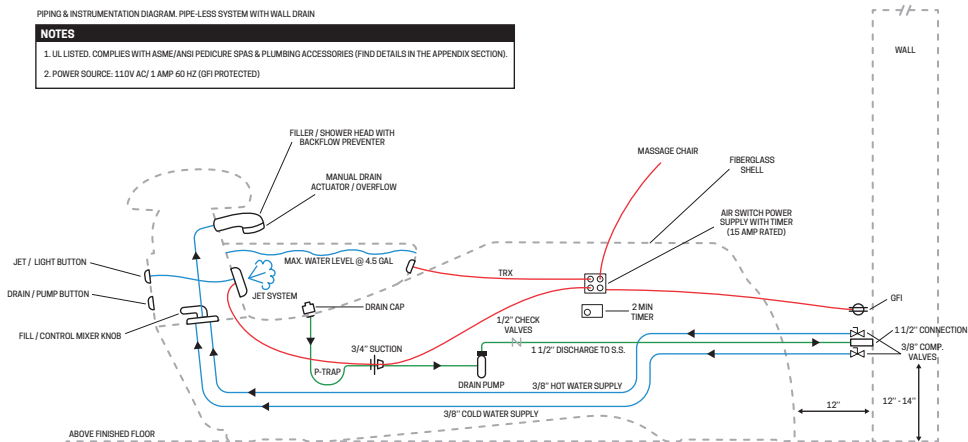 PIPING & INSTRUMENTATION DIAGRAM. PIPE-LESS SYSTEM WITH WALL DRAIN
NOTES
1. UL LISTED. COMPLIES WITH ASME/ANSI PEDICURE SPAS & PLUMBING ACCESSORIES (FIND DETAILS IN THE APPENDIX SECTION).
2. POWER SOURCE: 110V AC/ 1 AMP 60 HZ (GFI PROTECTED)
WALL
FILLER / SHOWER HEAD WITH
BACKFLOW PREVENTER
MANUAL DRAIN
ACTUATOR / OVERFLOW
MASSAGE CHAIR
FIBERGLASS
SHELL
AIR SWITCH POWER
SUPPLY WITH TIMER
(15 AMP RATED)
JET / LIGHT BUTTON
MAX. WATER LEVEL @ 4.5 GAL
TRX
DRAIN / PUMP BUTTON
JET SYSTEM
DRAIN CAP
2 MIN
TIMER
GFI
FILL / CONTROL MIXER KNOB
1/2" CHECK
VALVES
1 1/2" CONNECTION
3/4" SUCTION
1 1/2" DISCHARGE TO S.S.
3/8" COMP.
VALVES
P-TRAP
DRAIN PUMP
3/8" HOT WATER SUPPLY
3/8" COLD WATER SUPPLY
12"
12" - 14"
ABOVE FINISHED FLOOR